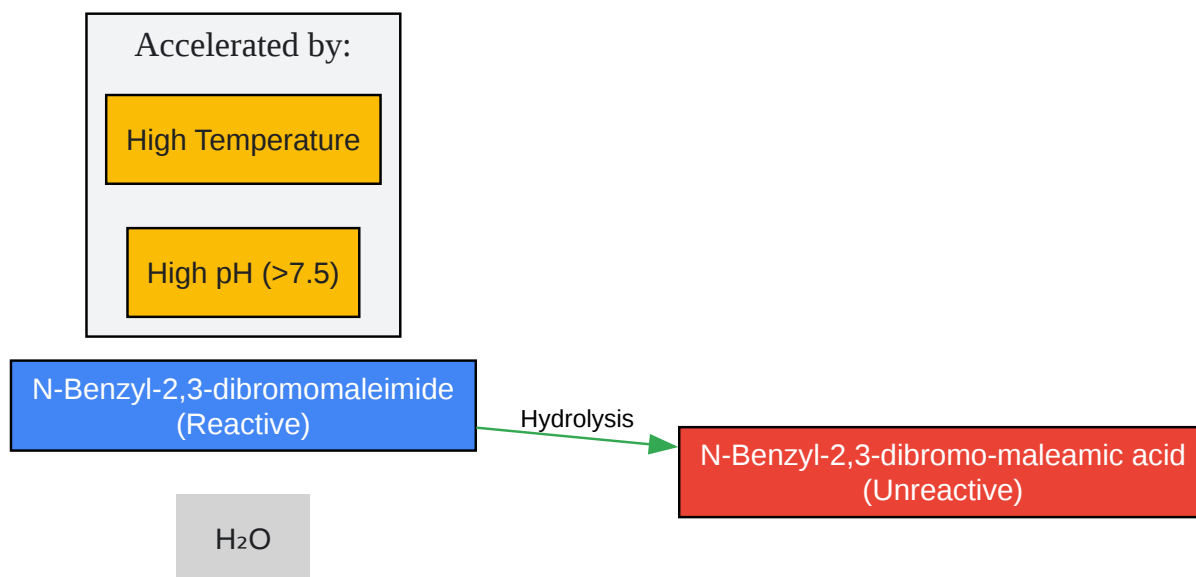 Accelerated by:
High Temperature
High pH (>7.5)
N-Benzyl-2,3-dibromomaleimide
(Reactive)
Hydrolysis
N-Benzyl-2,3-dibromo-maleamic acid
(Unreactive)
H₂O